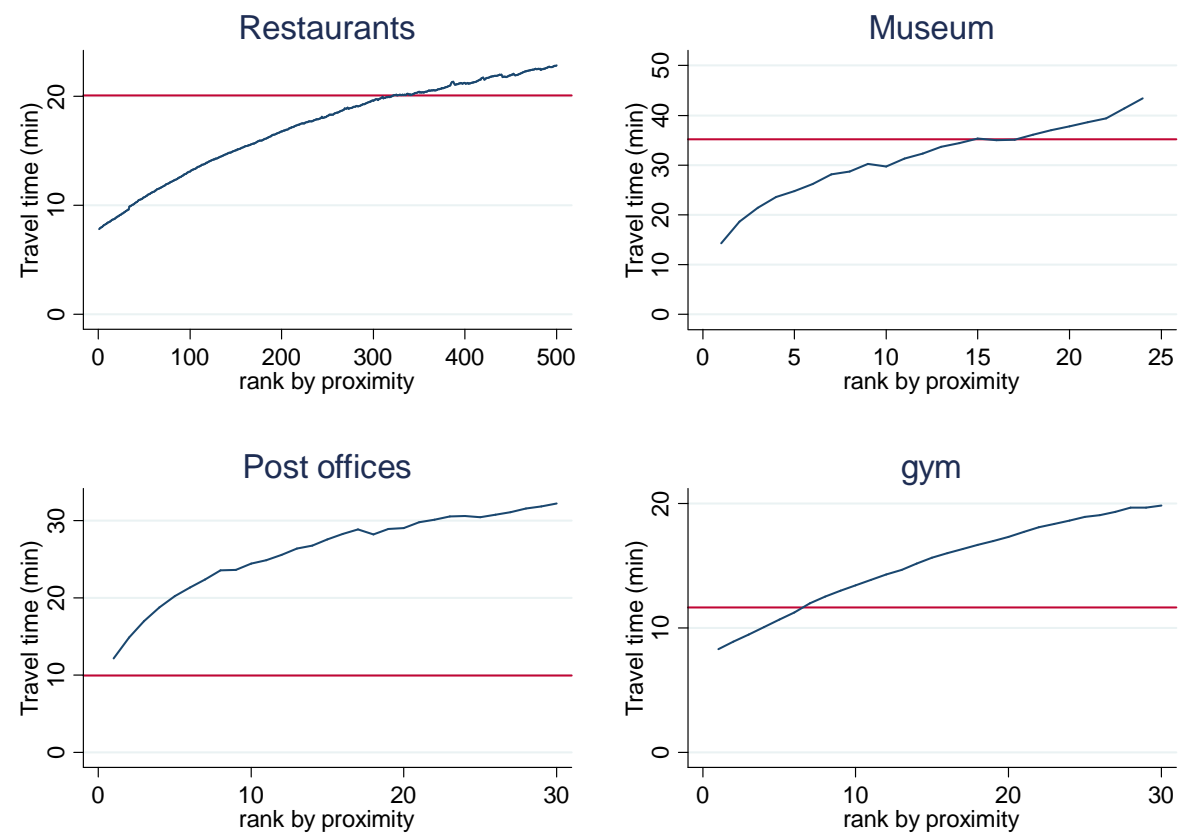 Restaurants
Travel time (min)
0 10 20
0 100 200 300 400 500
rank by proximity
Museum
Travel time (min)
0 10 20 30 40 50
0 5 10 15 20 25
rank by proximity
Post offices
Travel time (min)
0 10 20 30
0 10 20 30
rank by proximity
gym
Travel time (min)
0 10 20
0 10 20 30
rank by proximity